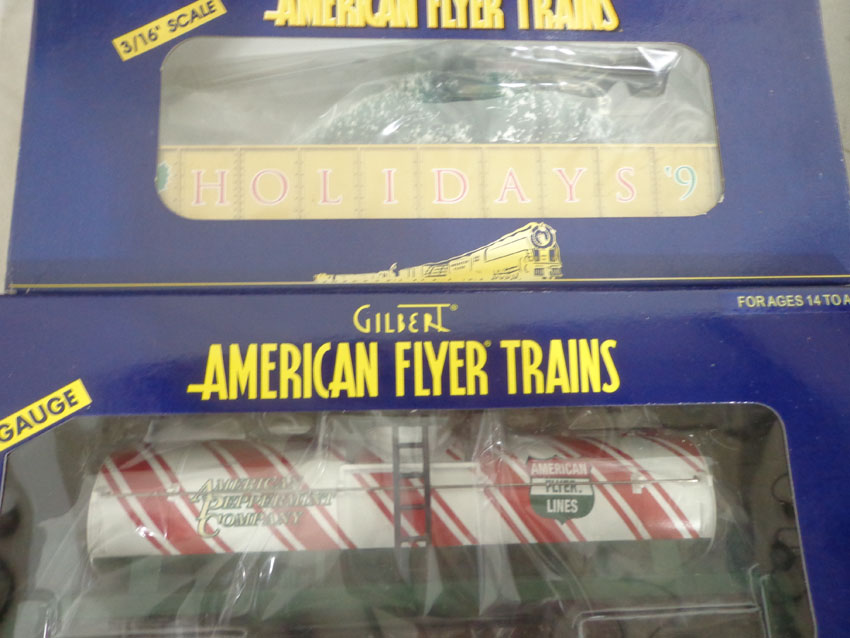 AMERICAN FLYER TRAINS
3/16" SCALE
HOLIDAYS '9
GILBERT®
FOR AGES 14 TO A
AMERICAN FLYER® TRAINS
GAUGE
AMERICAN
PEPPERMINT
COMPANY
AMERICAN
FLYER
LINES